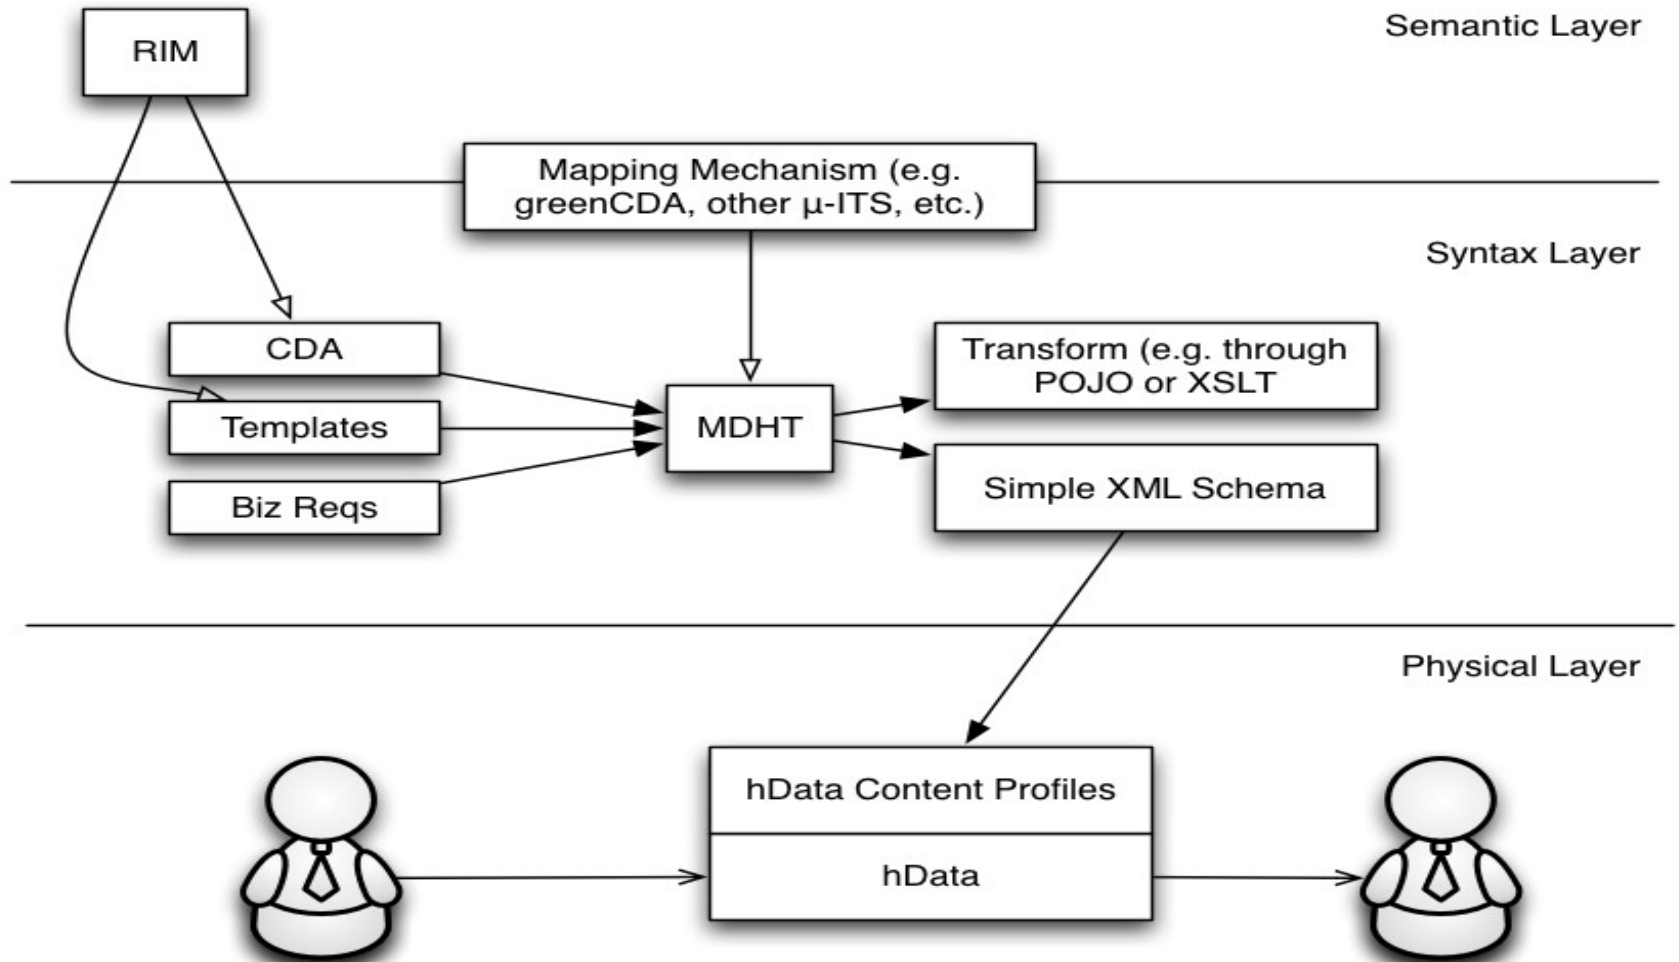 RIM
Semantic Layer
Mapping Mechanism (e.g.
greenCDA, other μ-ITS, etc.)
Syntax Layer
CDA
Templates
Biz Reqs
MDHT
Transform (e.g. through
POJO or XSLT
Simple XML Schema
Physical Layer
hData Content Profiles
hData